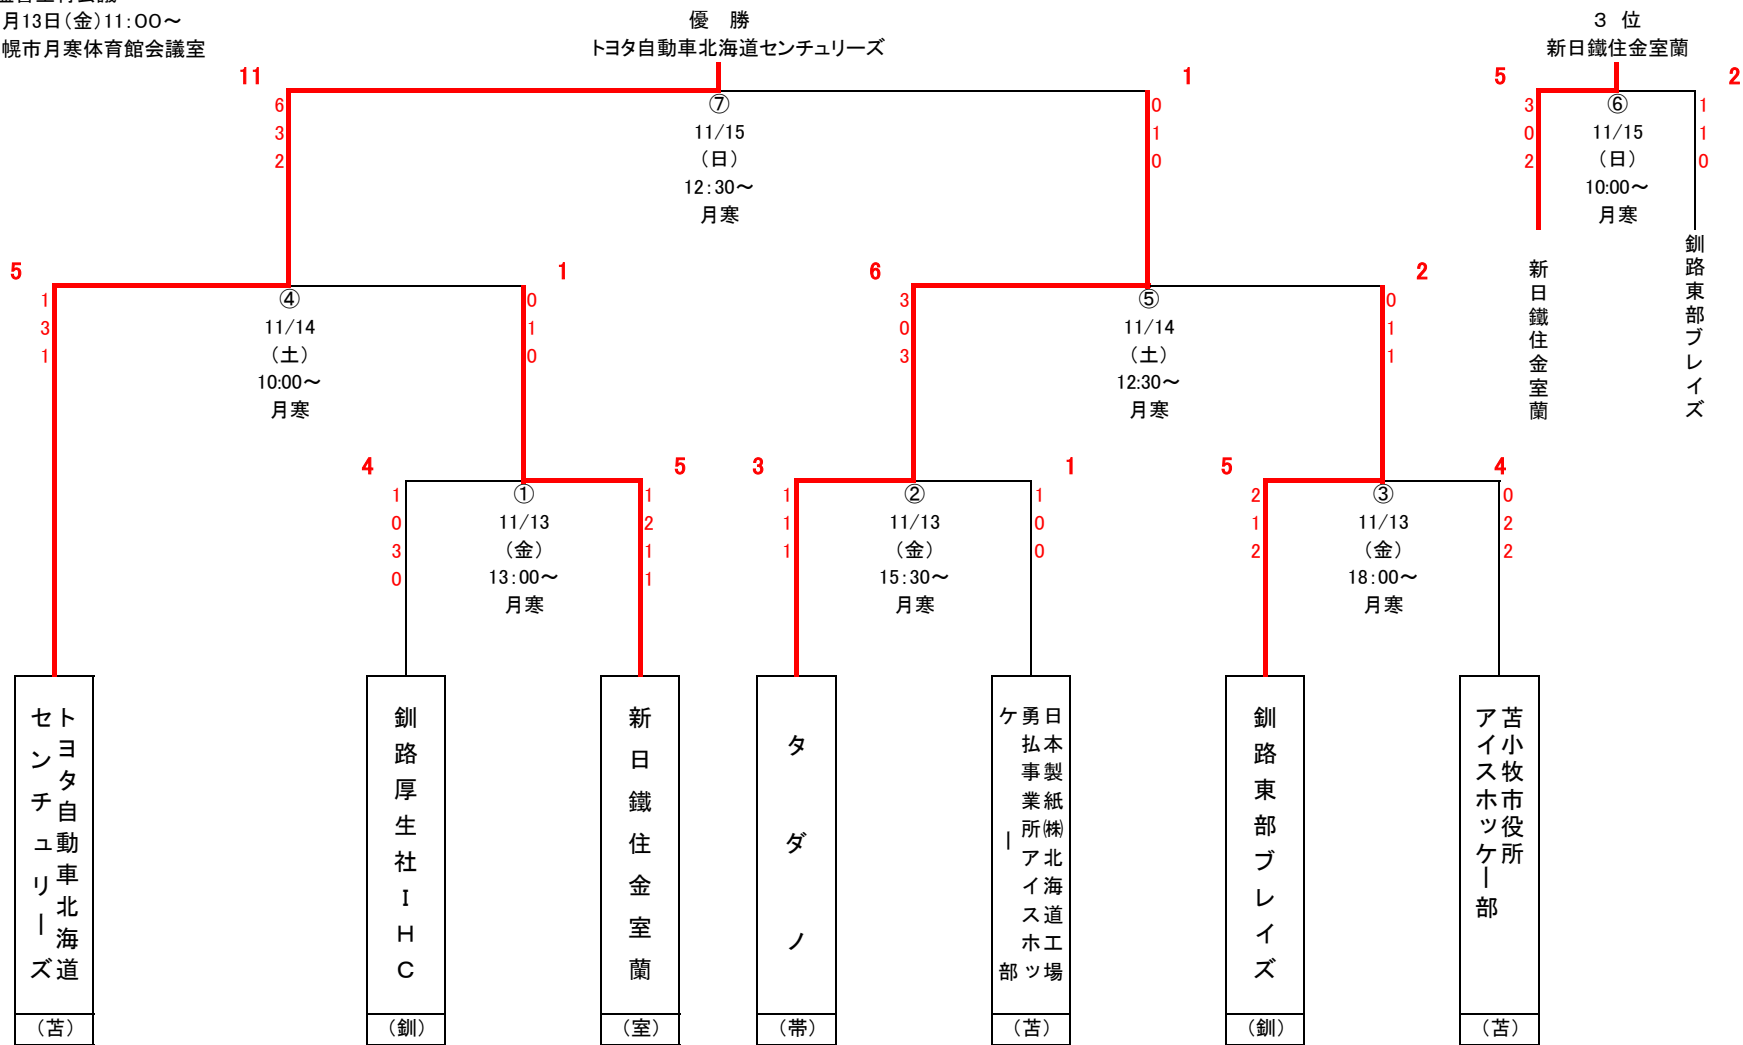 月13日(金)11:00～
幌市月寒体育館会議室
優　勝
トヨタ自動車北海道センチュリーズ
3　位
新日鐵住金室蘭
11
1
6
3
2
⑦
11/15
（日）
12:30～
月寒
0
1
0
5
2
3
0
2
⑥
11/15
（日）
10:00～
月寒
1
1
0
新日鐵住金室蘭
釧路東部ブレイズ
5
1
1
3
1
④
11/14
（土）
10:00～
月寒
0
1
0
6
2
3
0
3
⑤
11/14
（土）
12:30～
月寒
0
1
1
4
5
1
0
3
0
①
11/13
（金）
13:00～
月寒
1
2
1
1
3
1
1
1
1
②
11/13
（金）
15:30～
月寒
1
0
0
5
4
2
1
2
③
11/13
（金）
18:00～
月寒
0
2
2
トヨタ自動車北海道
センチュリーズ
（苫）
釧路厚生社ＩＨＣ
（釧）
新日鐵住金室蘭
（室）
タダノ
（帯）
日本製紙㈱北海道工場
勇払事業所アイスホッ
ケー部
（苫）
釧路東部ブレイズ
（釧）
苫小牧市役所
アイスホッケー部
（苫）